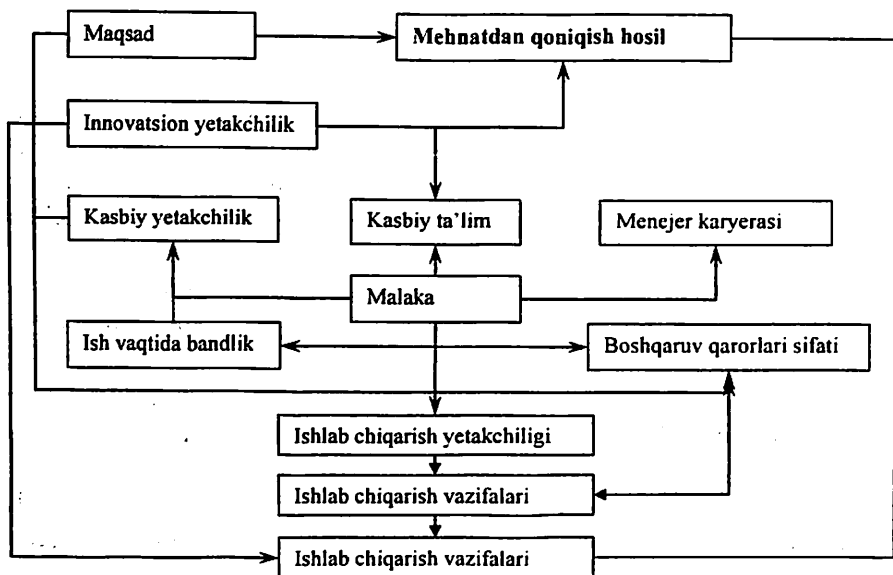 Maqsad
Mehnatdan qoniqish hosil
Innovatsion yetakchilik
Kasbiy yetakchilik
Kasbiy ta'lim
Menejer karyerasi
Malaka
Ish vaqtida bandlik
Boshqaruv qarorlari sifati
Ishlab chiqarish yetakchiligi
Ishlab chiqarish vazifalari
Ishlab chiqarish vazifalari